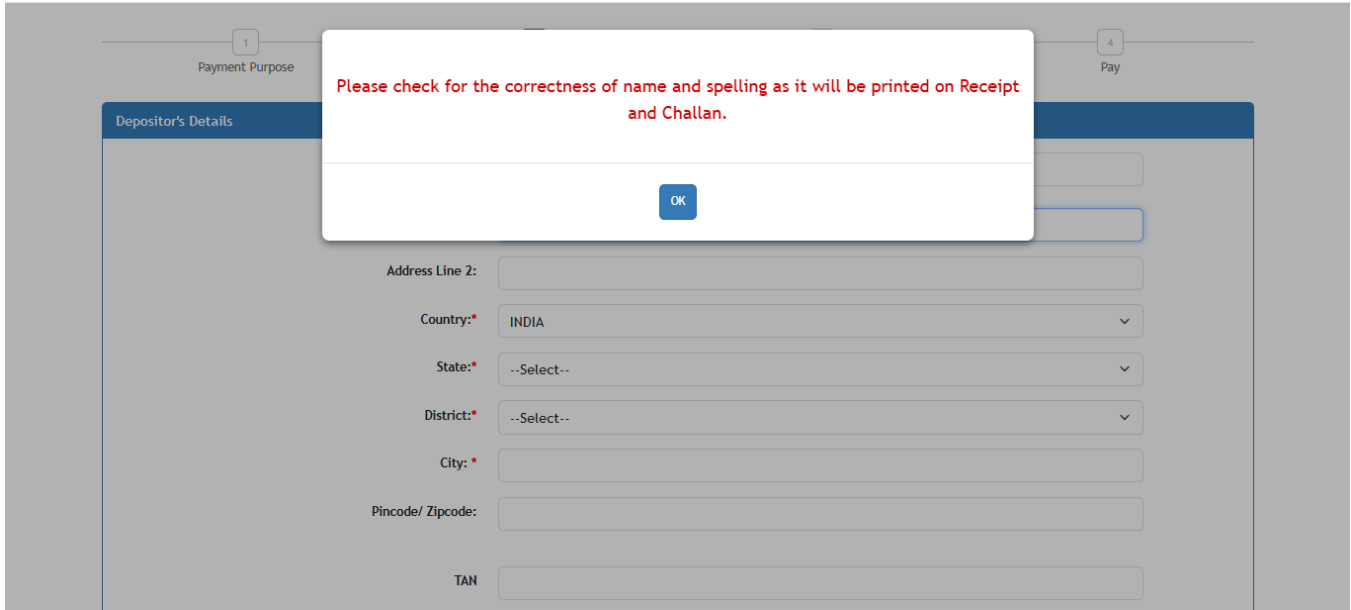 1
4
Payment Purpose
Pay
Please check for the correctness of name and spelling as it will be printed on Receipt
and Challan.
Depositor's Details
OK
Address Line 2:
Country:*
INDIA
State:*
--Select--
District:*
--Select--
City: *
Pincode/ Zipcode:
TAN